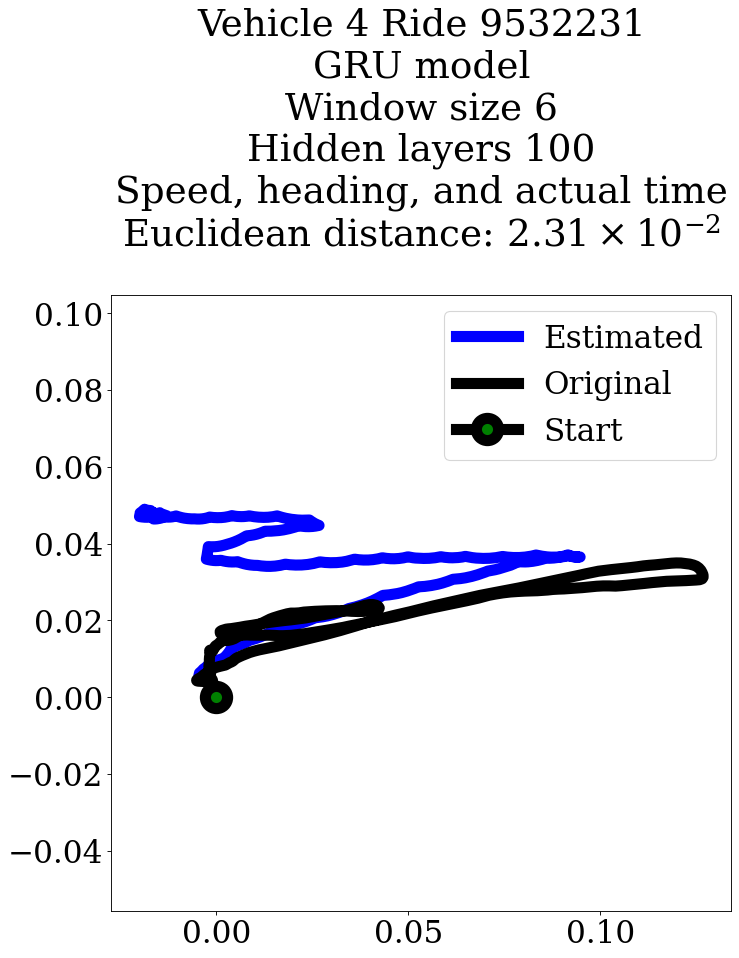 Vehicle 4 Ride 9532231
GRU model
Window size 6
Hidden layers 100
Speed, heading, and actual time
Euclidean distance: 2.31 × 10⁻²
Estimated
Original
Start
0.10
0.08
0.06
0.04
0.02
0.00
−0.02
−0.04
0.00 0.05 0.10